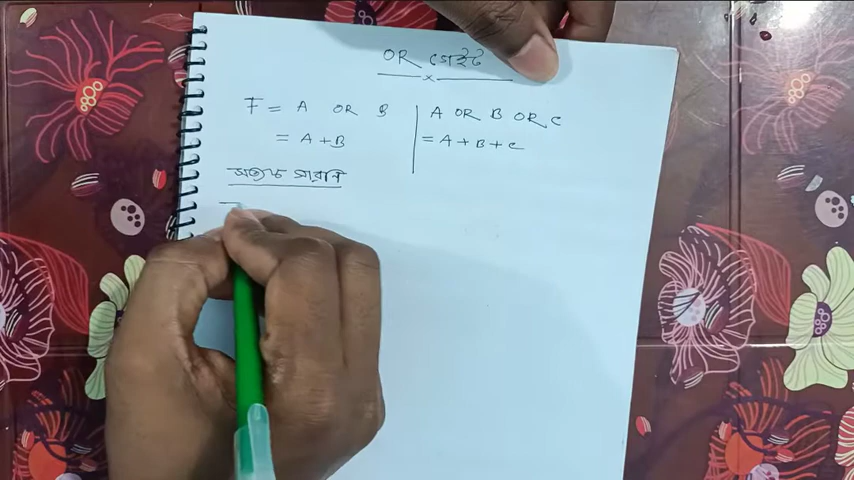 OR গেইট
F = A OR B
= A + B
A OR B OR C
= A + B + C
সত্যক সারণি